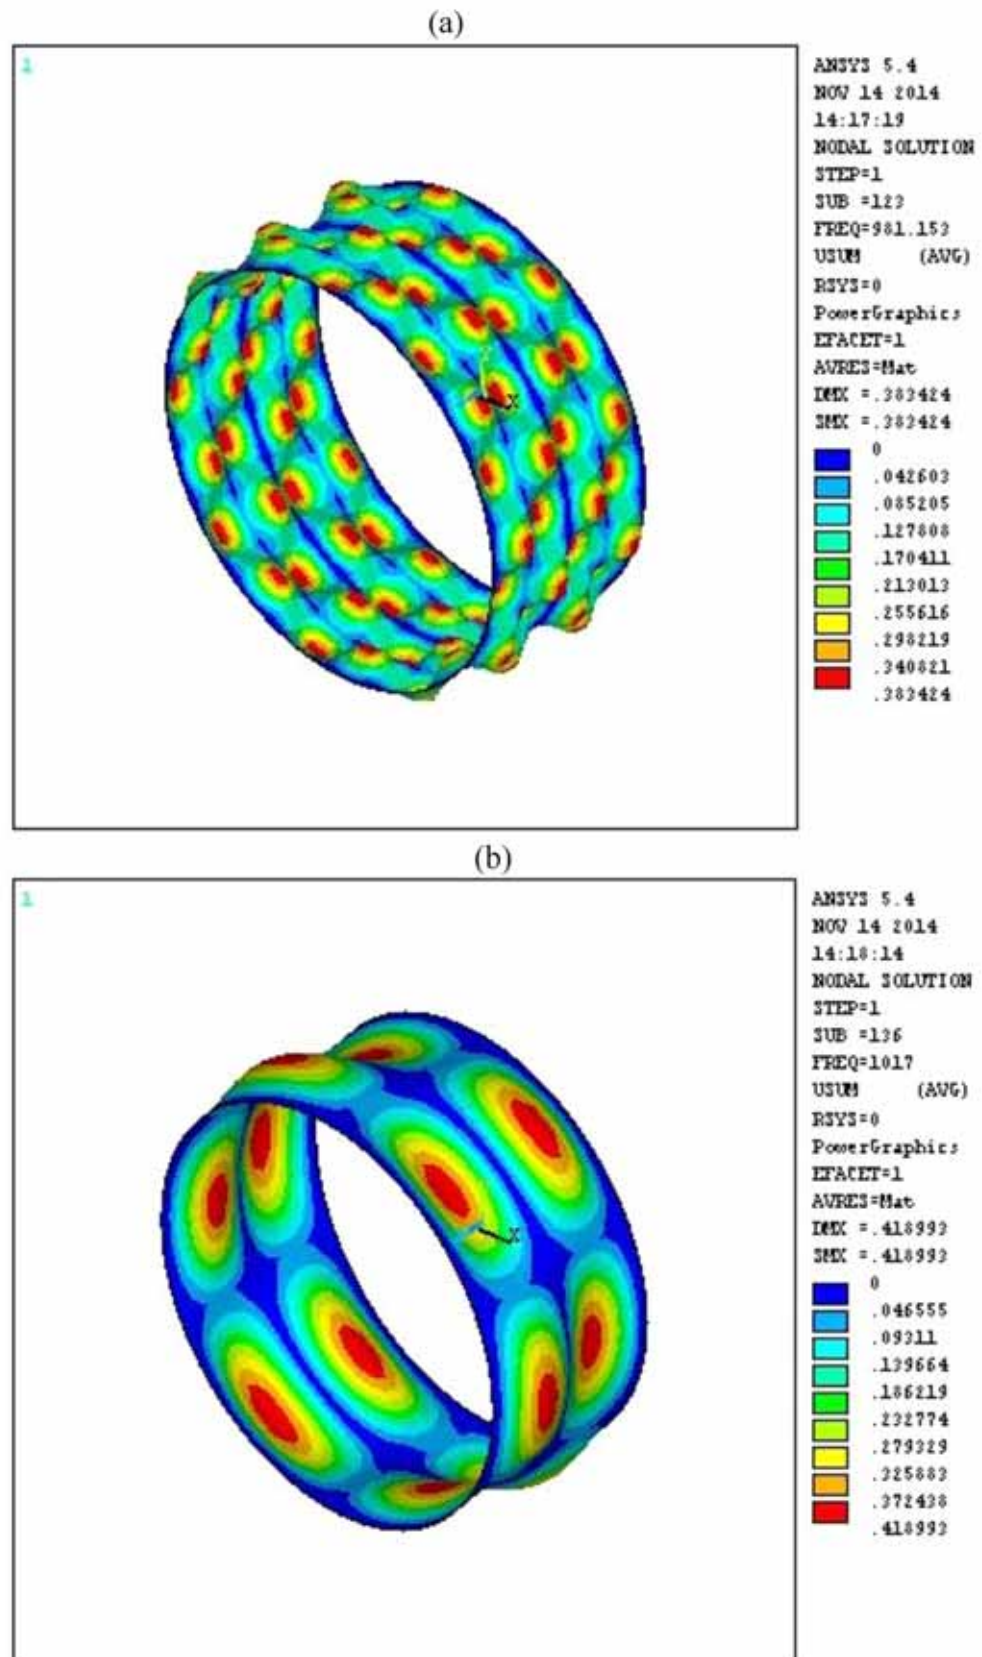 (a)
1
ANSYS 5.4
NOV 14 2014
14:17:19
NODAL SOLUTION
STEP=1
SUB =123
FREQ=981.153
USUM (AVG)
RSYS=0
PowerGraphics
EFACET=1
AVRES=Mat
DMX =.383424
SMX =.383424
0
.042603
.085205
.127808
.170411
.213013
.255616
.298219
.340821
.383424
X
(b)
1
ANSYS 5.4
NOV 14 2014
14:18:14
NODAL SOLUTION
STEP=1
SUB =136
FREQ=1017
USUM (AVG)
RSYS=0
PowerGraphics
EFACET=1
AVRES=Mat
DMX =.418993
SMX =.418993
0
.046555
.09311
.139664
.186219
.232774
.279329
.325883
.372438
.418993
X